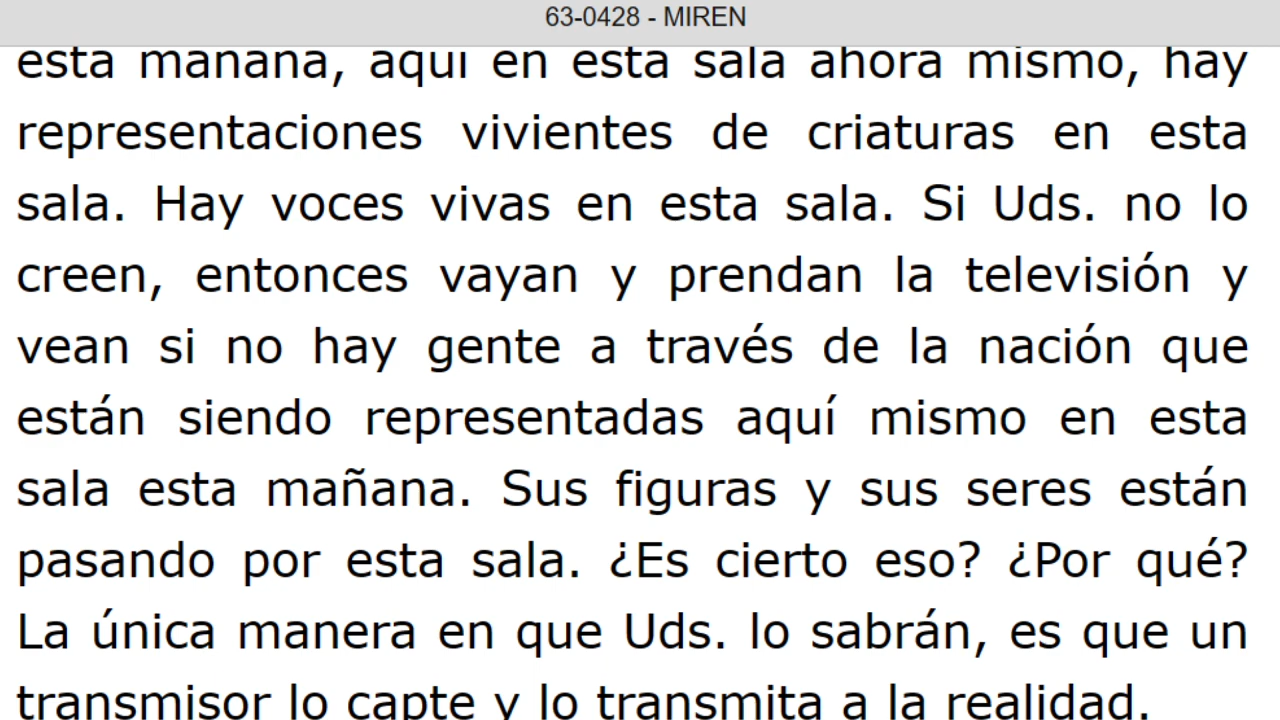 63-0428 - MIREN
esta mañana, aquí en esta sala ahora mismo, hay
representaciones vivientes de criaturas en esta
sala. Hay voces vivas en esta sala. Si Uds. no lo
creen, entonces vayan y prendan la televisión y
vean si no hay gente a través de la nación que
están siendo representadas aquí mismo en esta
sala esta mañana. Sus figuras y sus seres están
pasando por esta sala. ¿Es cierto eso? ¿Por qué?
La única manera en que Uds. lo sabrán, es que un
transmisor lo capte y lo transmita a la realidad.